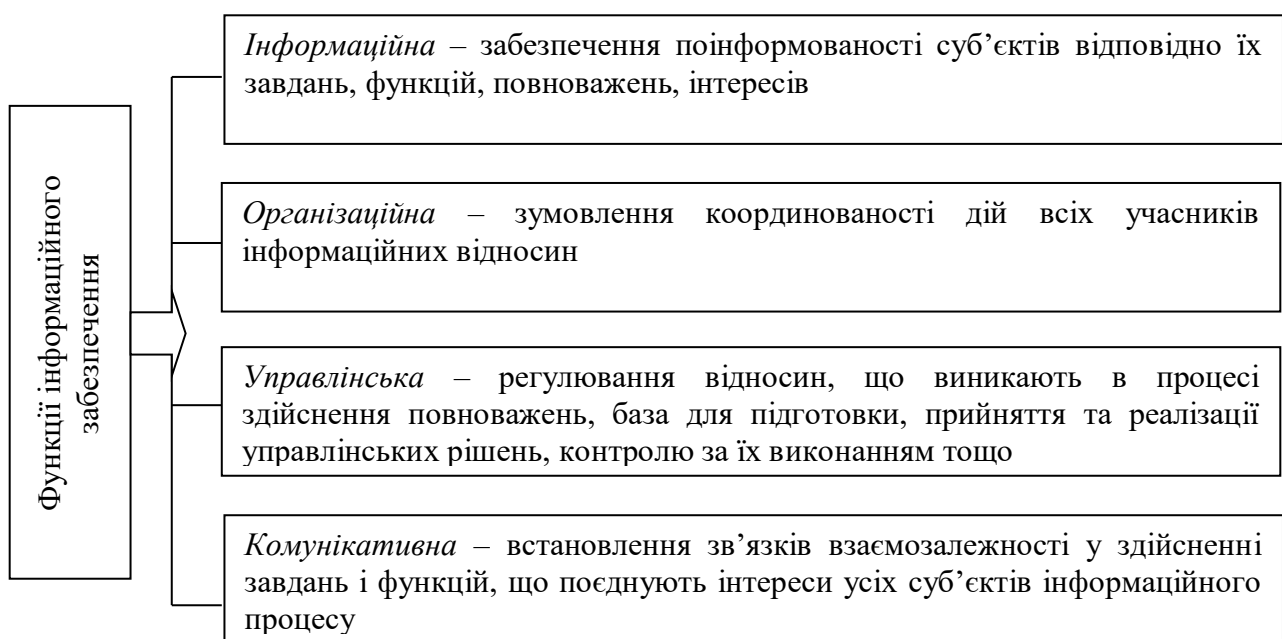 Функції інформаційного
забезпечення
Інформаційна – забезпечення поінформованості суб’єктів відповідно їх
завдань, функцій, повноважень, інтересів
Організаційна – зумовлення координованості дій всіх учасників
інформаційних відносин
Управлінська – регулювання відносин, що виникають в процесі
здійснення повноважень, база для підготовки, прийняття та реалізації
управлінських рішень, контролю за їх виконанням тощо
Комунікативна – встановлення зв’язків взаємозалежності у здійсненні
завдань і функцій, що поєднують інтереси усіх суб’єктів інформаційного
процесу